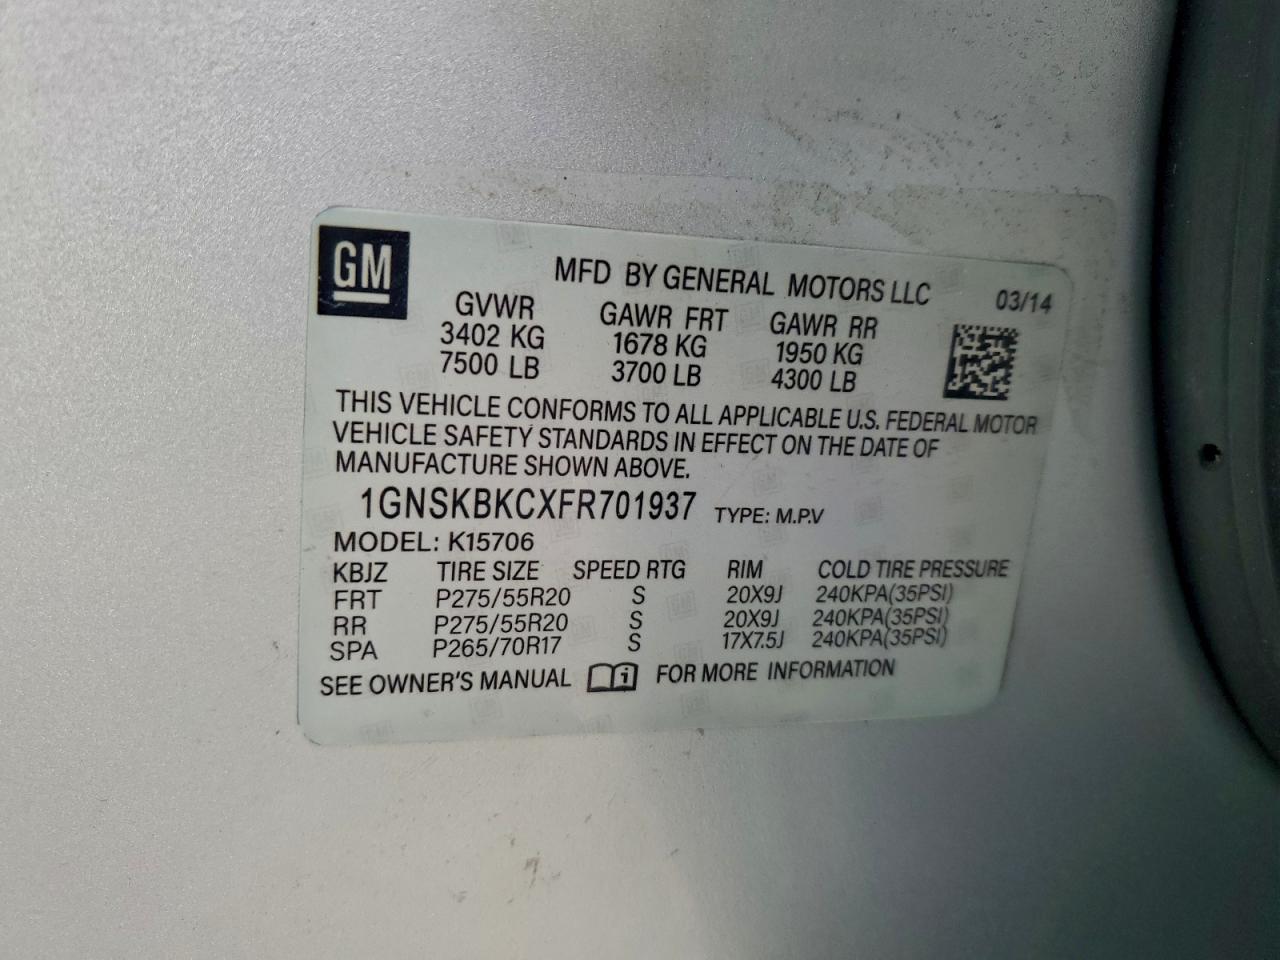 GM
MFD BY GENERAL MOTORS LLC 03/14
GVWR GAWR FRT GAWR RR
3402 KG 1678 KG 1950 KG
7500 LB 3700 LB 4300 LB
THIS VEHICLE CONFORMS TO ALL APPLICABLE U.S. FEDERAL MOTOR
VEHICLE SAFETY STANDARDS IN EFFECT ON THE DATE OF
MANUFACTURE SHOWN ABOVE.
1GNSKBKCXFR701937 TYPE: M.P.V
MODEL: K15706
KBJZ TIRE SIZE SPEED RTG RIM COLD TIRE PRESSURE
FRT P275/55R20 S 20X9J 240KPA(35PSI)
RR P275/55R20 S 20X9J 240KPA(35PSI)
SPA P265/70R17 S 17X7.5J 240KPA(35PSI)
SEE OWNER'S MANUAL i FOR MORE INFORMATION